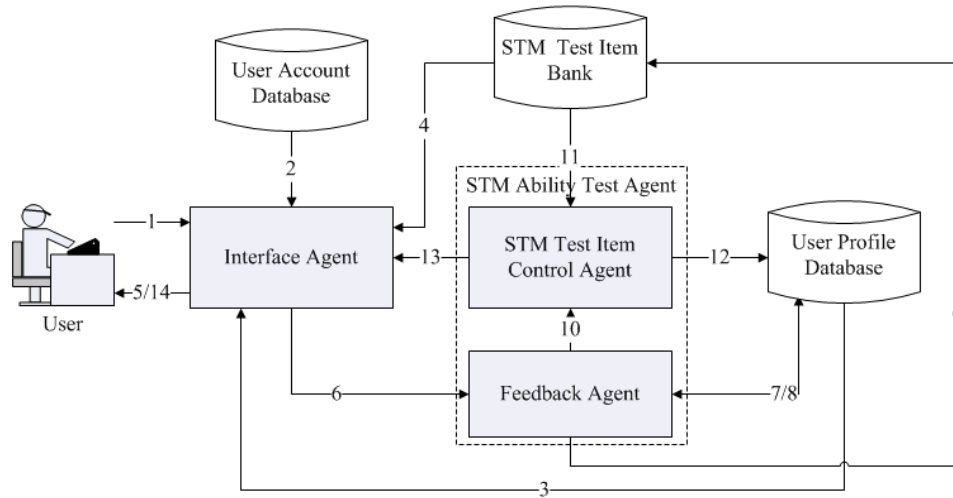 STM Test Item
Bank
User Account
Database
4
2
11
STM Ability Test Agent
1
Interface Agent
13
STM Test Item
Control Agent
12
User Profile
Database
5/14
User
10
6
Feedback Agent
7/8
3